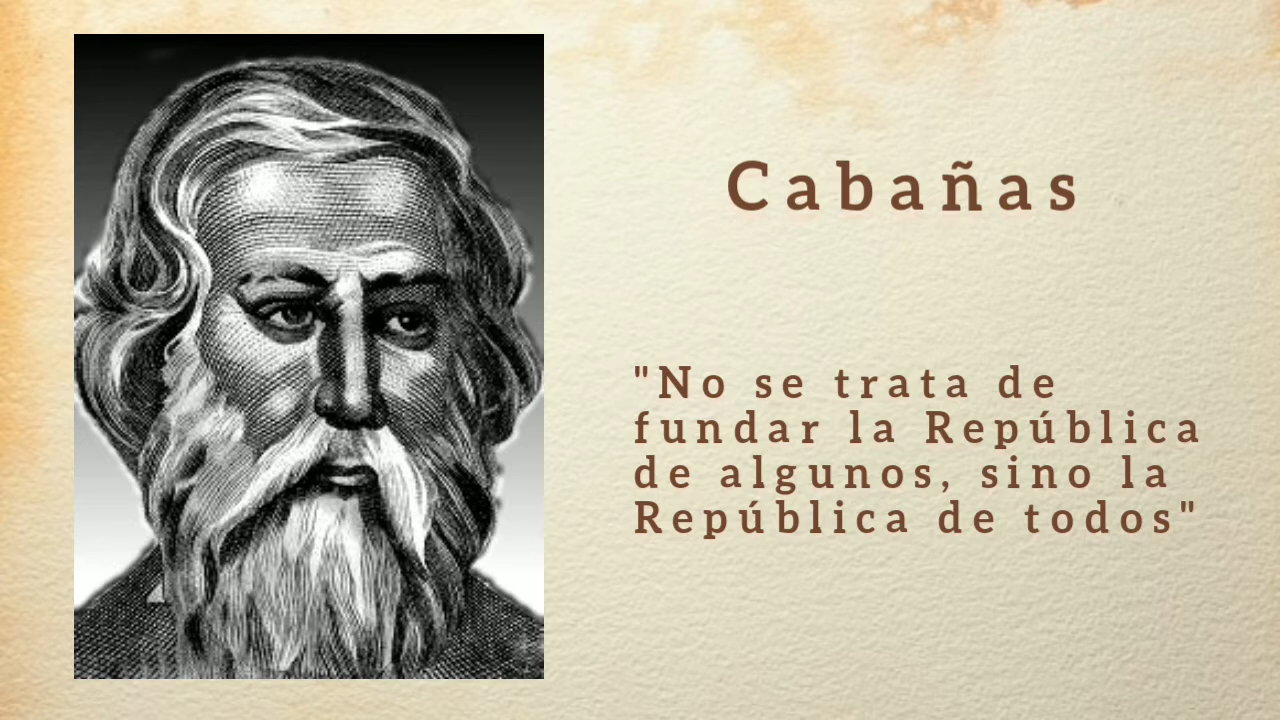 Cabañas
"No se trata de
fundar la República
de algunos, sino la
República de todos"